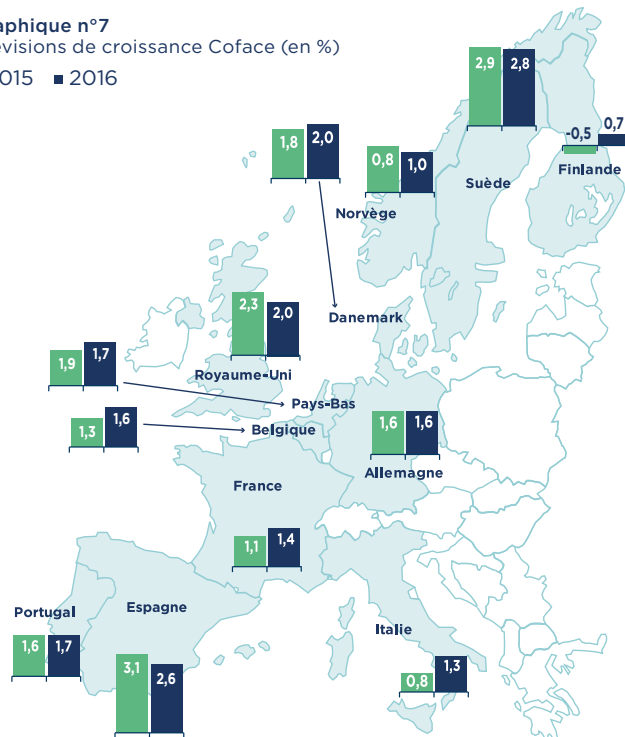 aphique n°7
évisions de croissance Coface (en %)
015 2016
2,9 2,8
Suède
-0,5 0,7
Finlande
1,8 2,0
Danemark
0,8 1,0
Norvège
2,3 2,0
Royaume-Uni
1,9 1,7
Pays-Bas
1,3 1,6
Belgique
1,6 1,6
Allemagne
France
1,1 1,4
Portugal
1,6 1,7
Espagne
3,1 2,6
Italie
0,8 1,3